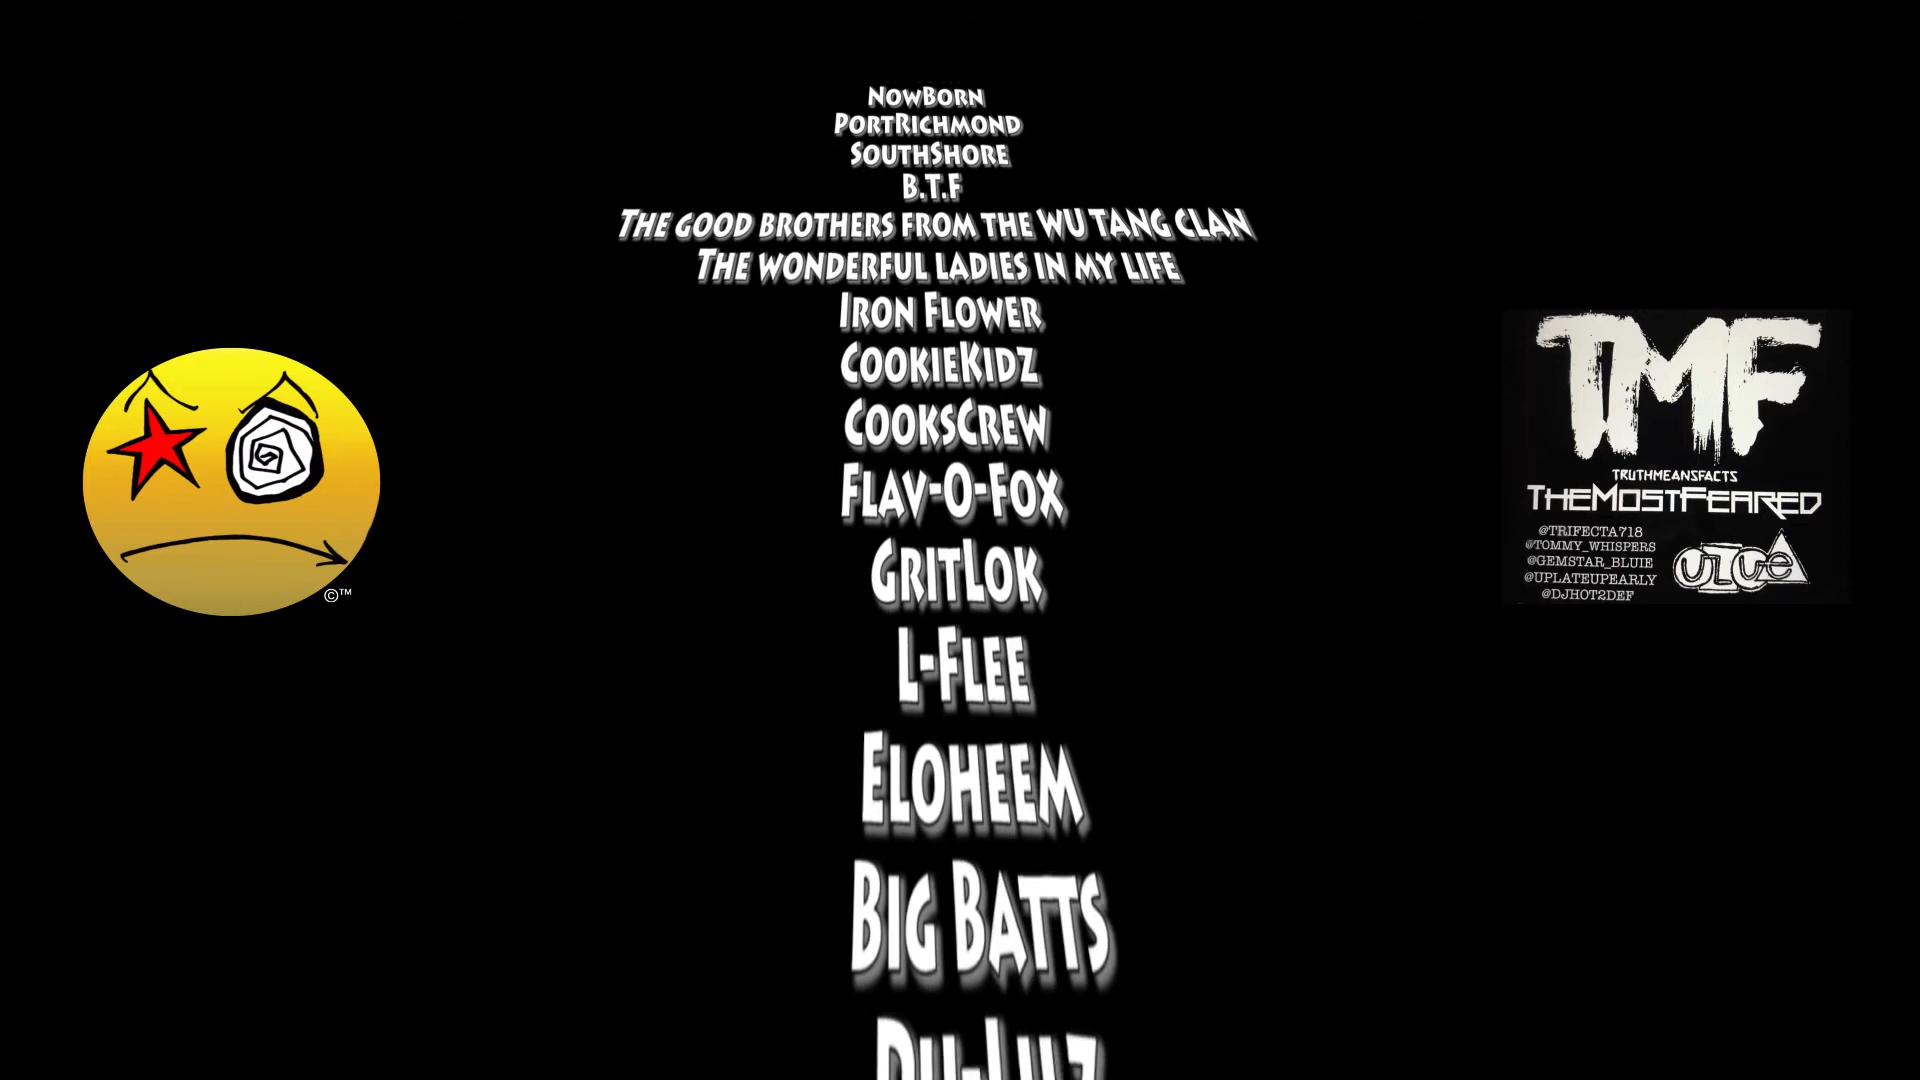 NowBorn
PortRichmond
SouthShore
B.T.F
The good brothers from the WU TANG CLAN
The wonderful ladies in my life
Iron Flower
CookieKidz
CooksCrew
Flav-O-Fox
GritLok
L-Flee
Eloheem
Big Batts
©™
TMF
TRUTHMEANSFACTS
THEMOSTFEARED
@TRIFECTA718
@TOMMY_WHISPERS
@GEMSTAR_BLUIE
@UPLATEUPEARLY
@DJHOT2DEF